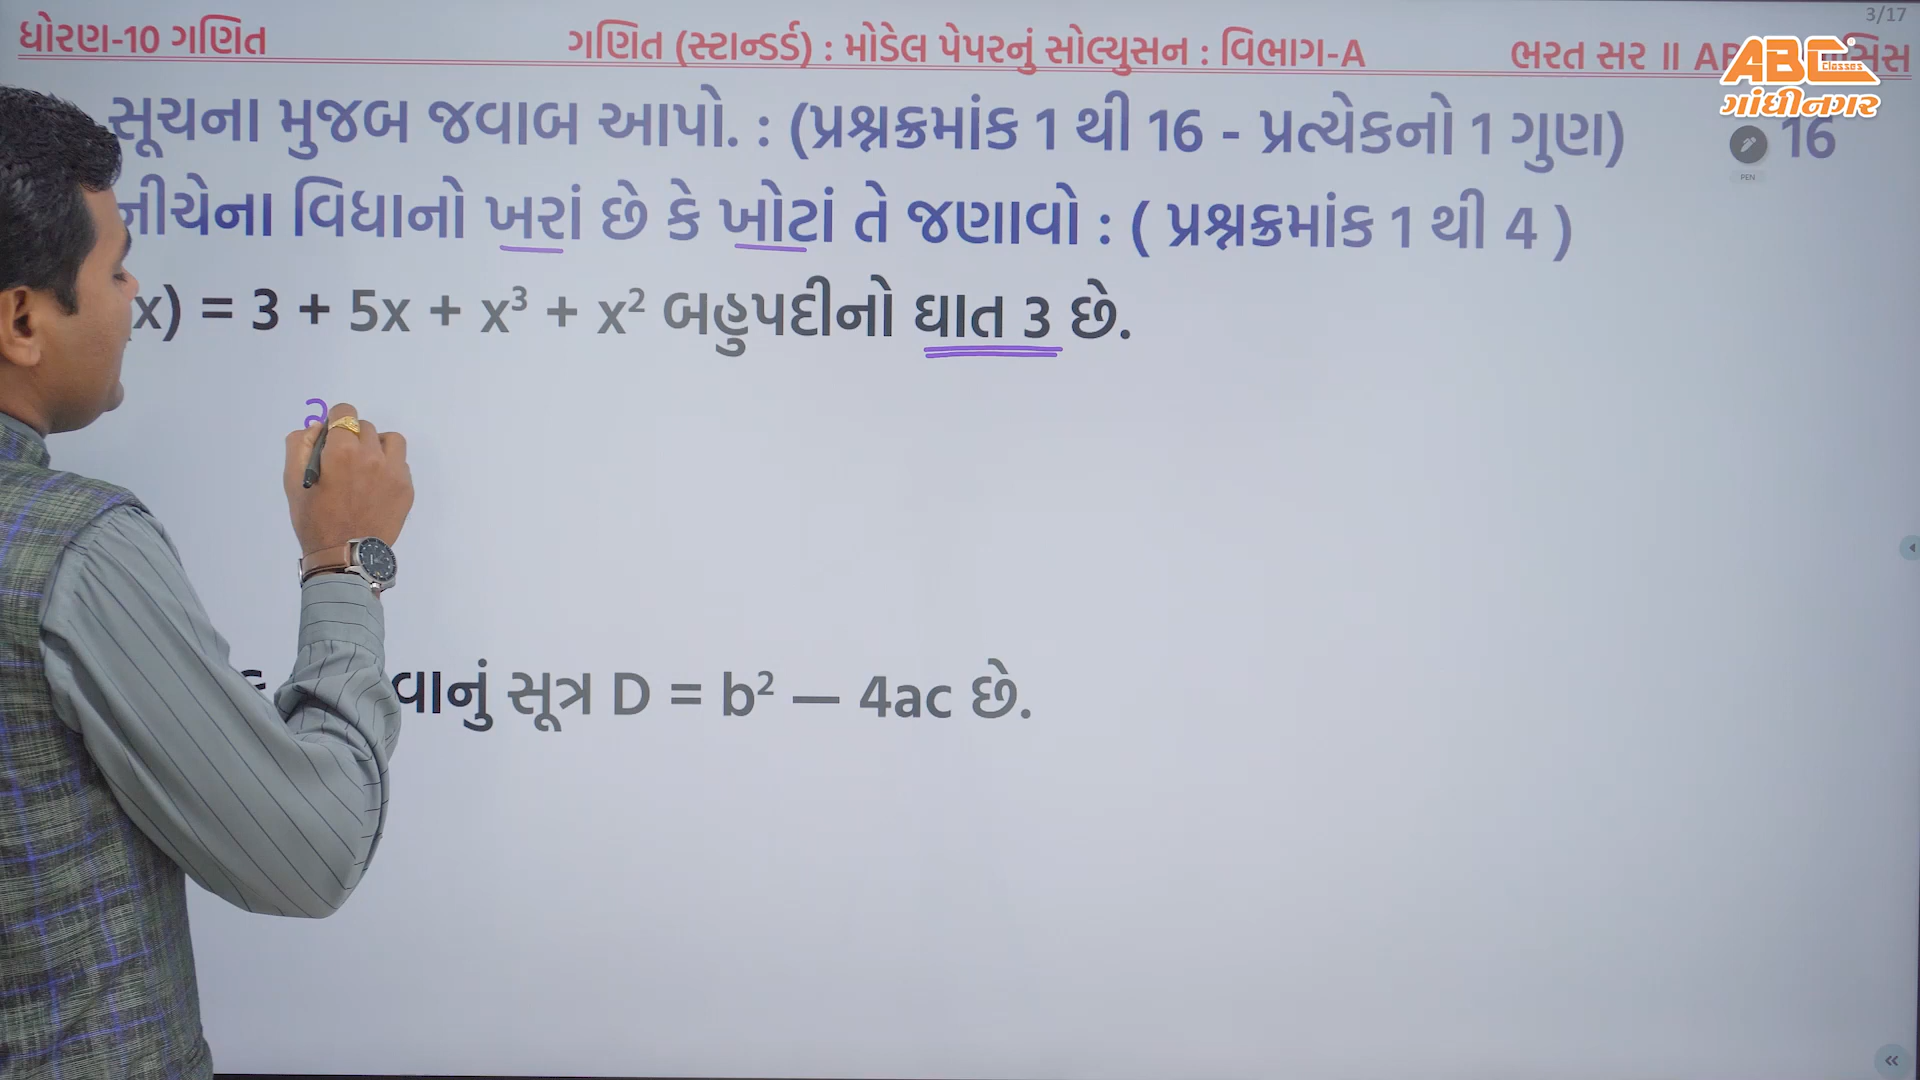 3/17
ધોરણ-10 ગણિત
ગણિત (સ્ટાન્ડર્ડ) : મોડેલ પેપરનું સોલ્યુસન : વિભાગ-A
ભરત સર ॥
ABC
Classes
ગાંધીનગર
સૂચના મુજબ જવાબ આપો. : (પ્રશ્નક્રમાંક 1 થી 16 - પ્રત્યેકનો 1 ગુણ) 16
PEN
નીચેના વિધાનો ખરાં છે કે ખોટાં તે જણાવો : ( પ્રશ્નક્રમાંક 1 થી 4 )
x) = 3 + 5x + x³ + x² બહુપદીનો ઘાત 3 છે.
સૂત્ર D = b² — 4ac છે.